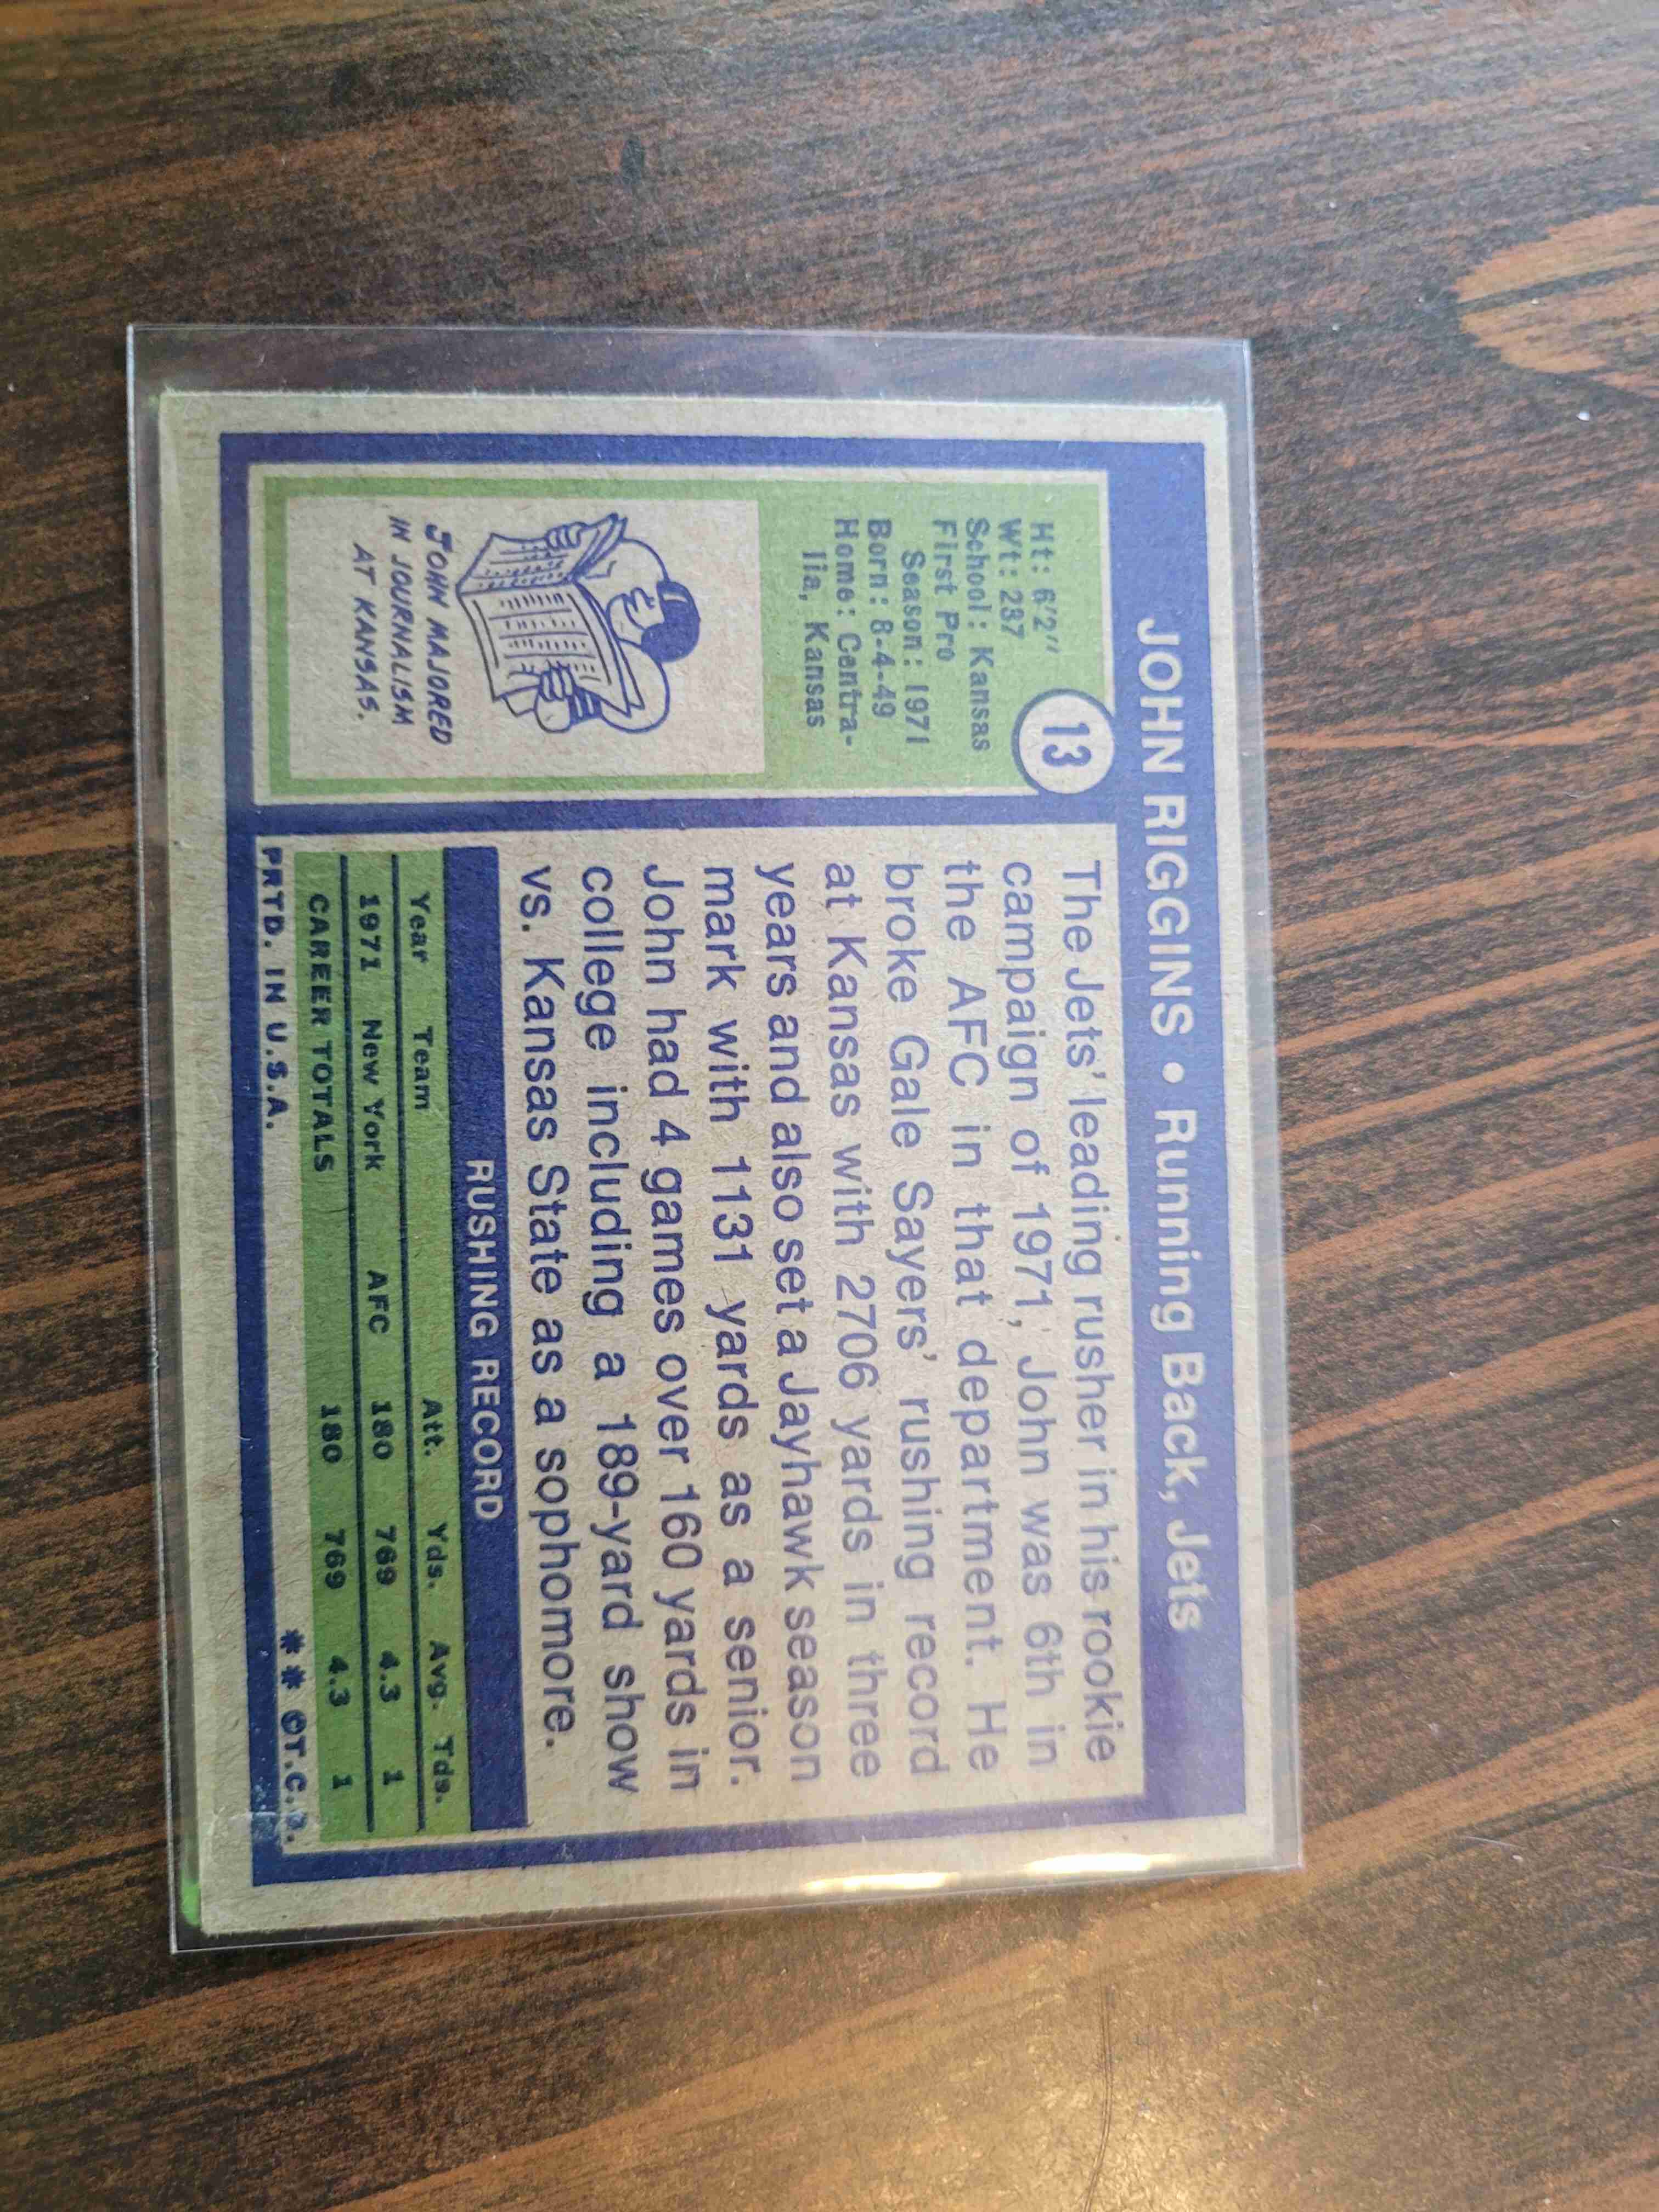 JOHN RIGGINS • Running Back, Jets
13
Ht: 6'2"
Wt: 237
School: Kansas
First Pro
Season: 1971
Born: 8-4-49
Home: Centra-
lia, Kansas
JOHN MAJORED
IN JOURNALISM
AT KANSAS.
The Jets' leading rusher in his rookie
campaign of 1971, John was 6th in
the AFC in that department. He
broke Gale Sayers' rushing record
at Kansas with 2706 yards in three
years and also set a Jayhawk season
mark with 1131 yards as a senior.
John had 4 games over 160 yards in
college including a 189-yard show
vs. Kansas State as a sophomore.
RUSHING RECORD
Year Team Att. Yds. Avg. Tds.
1971 New York AFC 180 769 4.3 1
CAREER TOTALS 180 769 4.3 1
PRTD. IN U.S.A. ** ©T.C.G.